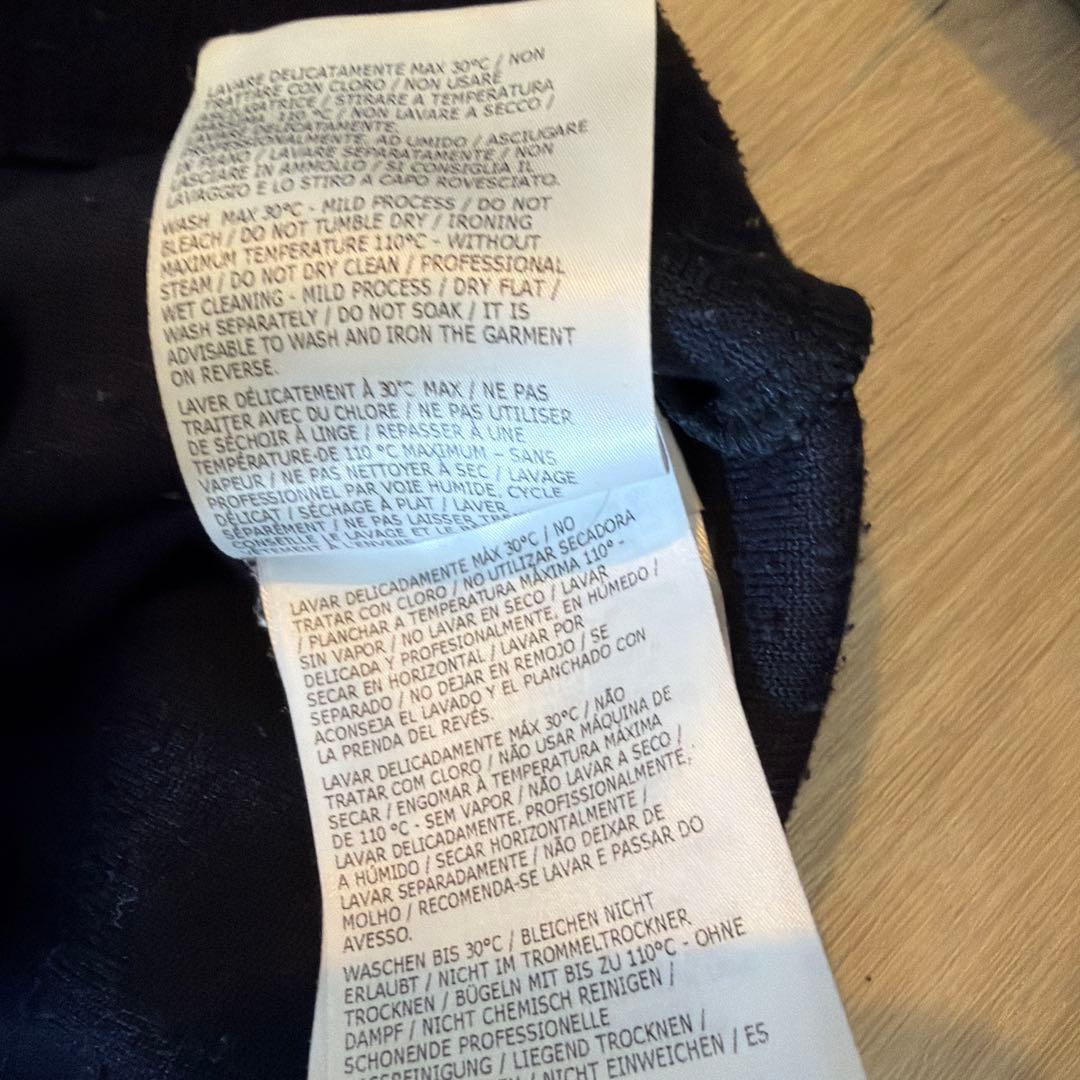 LAVARE DELICATAMENTE MAX 30°C / NON
TRATTARE CON CLORO / NON USARE
STIRARE A TEMPERATURA
110 °C / NON LAVARE A SECCO /
LAVARE DELICATIAMENTE,
PROFESSIONALMENTE, AD UMIDO / ASCIUGARE
IN PIANO / LAVARE SEPARATAMENTE / NON
LASCIARE IN AMMOLLO / SI CONSIGLIA IL
LAVAGGIO E LO STIRO A CAPO ROVESCIATO.
WASH MAX 30°C - MILD PROCESS / DO NOT
BLEACH / DO NOT TUMBLE DRY / IRONING
MAXIMUM TEMPERATURE 110°C - WITHOUT
STEAM / DO NOT DRY CLEAN / PROFESSIONAL
WET CLEANING - MILD PROCESS / DRY FLAT /
WASH SEPARATELY / DO NOT SOAK / IT IS
ADVISABLE TO WASH AND IRON THE GARMENT
ON REVERSE.
LAVER DÉLICATEMENT À 30°C MAX / NE PAS
TRAITER AVEC DU CHLORE / NE PAS UTILISER
DE SÉCHOIR À LINGE / REPASSER À UNE
TEMPÉRATURE DE 110 °C MAXIMUM – SANS
VAPEUR / NE PAS NETTOYER À SEC / LAVAGE
PROFESSIONNEL PAR VOIE HUMIDE, CYCLE
DÉLICAT / SÉCHAGE À PLAT / LAVER
SÉPARÉMENT / NE PAS LAISSER
LE LAVAGE ET LE
LAVAR DELICADAMENTE MÁX 30°C / NO
TRATAR CON CLORO / NO UTILIZAR SECADORA
/ PLANCHAR A TEMPERATURA MÁXIMA 110° -
SIN VAPOR / NO LAVAR EN SECO / LAVAR
DELICADA Y PROFESIONALMENTE, EN HÚMEDO /
SECAR EN HORIZONTAL / LAVAR POR
SEPARADO / NO DEJAR EN REMOJO / SE
ACONSEJA EL LAVADO Y EL PLANCHADO CON
LA PRENDA DEL REVÉS.
LAVAR DELICADAMENTE MÁX 30°C / NÃO
TRATAR COM CLORO / NÃO USAR MÁQUINA DE
SECAR / ENGOMAR À TEMPERATURA MÁXIMA
DE 110 °C - SEM VAPOR / NÃO LAVAR A SECO /
LAVAR DELICADAMENTE, PROFISSIONALMENTE,
A HÚMIDO / SECAR HORIZONTALMENTE /
LAVAR SEPARADAMENTE / NÃO DEIXAR DE
MOLHO / RECOMENDA-SE LAVAR E PASSAR DO
AVESSO.
WASCHEN BIS 30°C / BLEICHEN NICHT
ERLAUBT / NICHT IM TROMMELTROCKNER
TROCKNEN / BÜGELN MIT BIS ZU 110°C - OHNE
DAMPF / NICHT CHEMISCH REINIGEN /
SCHONENDE PROFESSIONELLE
LIEGEND TROCKNEN /
/ NICHT EINWEICHEN / ES